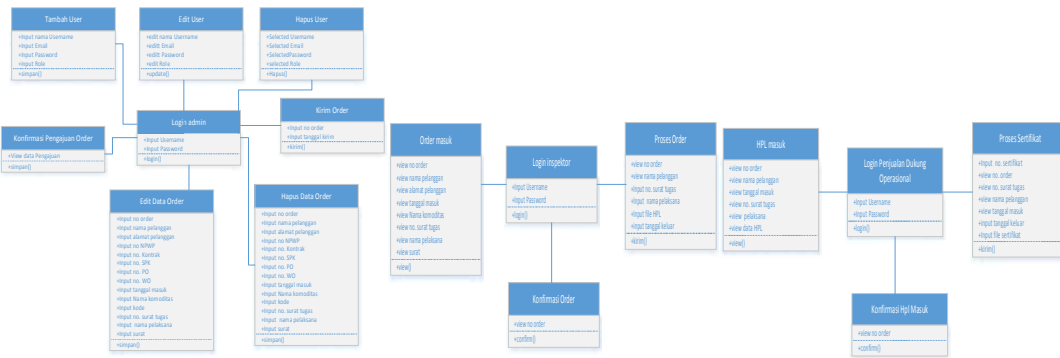 Tambah User
+Input nama Username
+Input Email
+Input Password
+Input Role
+simpan()
Edit User
+edit nama Username
+editt Email
+editt Password
+edit Role
+update()
Hapus User
+Selected Username
+Selected Email
+SelectedPassword
+selected Role
+Hapus()
Konfirmasi Pengajuan Order
+View data Pengajuan
+simpan()
Login admin
+Input Username
+Input Password
+login()
Kirim Order
+Input no order
+Input tanggal kirim
+kirim()
Edit Data Order
+Input no order
+Input nama pelanggan
+Input alamat pelanggan
+Input no NPWP
+Input no. Kontrak
+Input no. SPK
+Input no. PO
+Input no. WO
+Input tanggal masuk
+Input Nama komoditas
+Input kode
+Input no. surat tugas
+Input nama pelaksana
+Input surat
+simpan()
Hapus Data Order
+Input no order
+Input nama pelanggan
+Input alamat pelanggan
+Input no NPWP
+Input no. Kontrak
+Input no. SPK
+Input no. PO
+Input no. WO
+Input tanggal masuk
+Input Nama komoditas
+Input kode
+Input no. surat tugas
+Input nama pelaksana
+Input surat
+simpan()
Order masuk
+view no order
+view nama pelanggan
+view alamat pelanggan
+view tanggal masuk
+view Nama komoditas
+view no. surat tugas
+view nama pelaksana
+view surat
+view()
Login inspektor
+Input Username
+Input Password
+login()
Konfirmasi Order
+view no order
+confirm()
Proses Order
+view no order
+view nama pelanggan
+Input no. surat tugas
+Input nama pelaksana
+Input file HPL
+Input tanggal keluar
+kirim()
HPL masuk
+view no order
+view nama pelanggan
+view tanggal masuk
+view no. surat tugas
+view pelaksana
+view data HPL
+view()
Login Penjualan Dukung
Operasional
+Input Username
+Input Password
+login()
Konfirmasi Hpl Masuk
+view no order
+confirm()
Proses Sertifikat
+Input no. sertifikat
+view no. order
+view no. surat tugas
+view nama pelanggan
+view tanggal masuk
+Input tanggal keluar
+Input file sertifikat
+kirim()